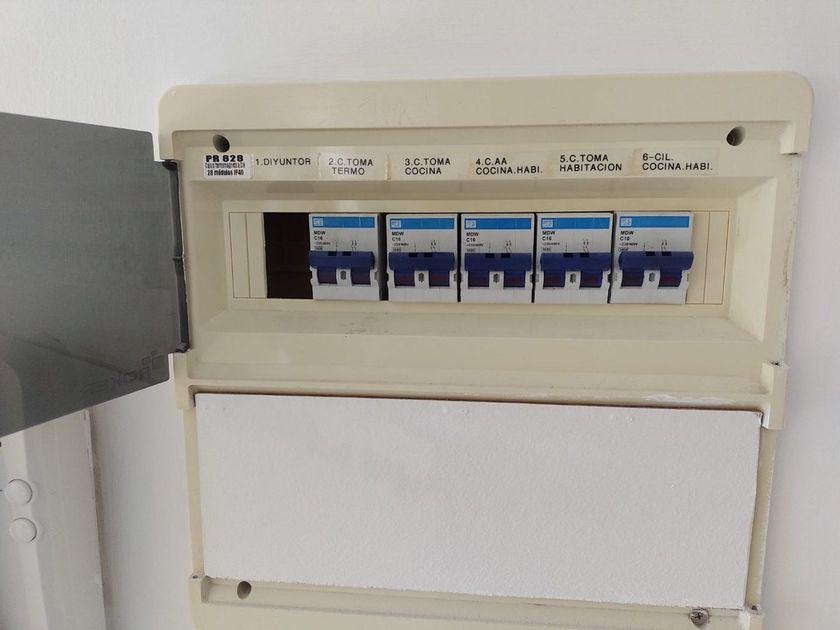 PR 828
28 módulos IP40
1.DIYUNTOR
2.C.TOMA
TERMO
3.C.TOMA
COCINA
4.C.AA
COCINA.HABI.
5.C.TOMA
HABITACION
6-CIL.
COCINA.HABI.
MDW
C16
MDW
C16
MDW
C16
MDW
C16
MDW
C10